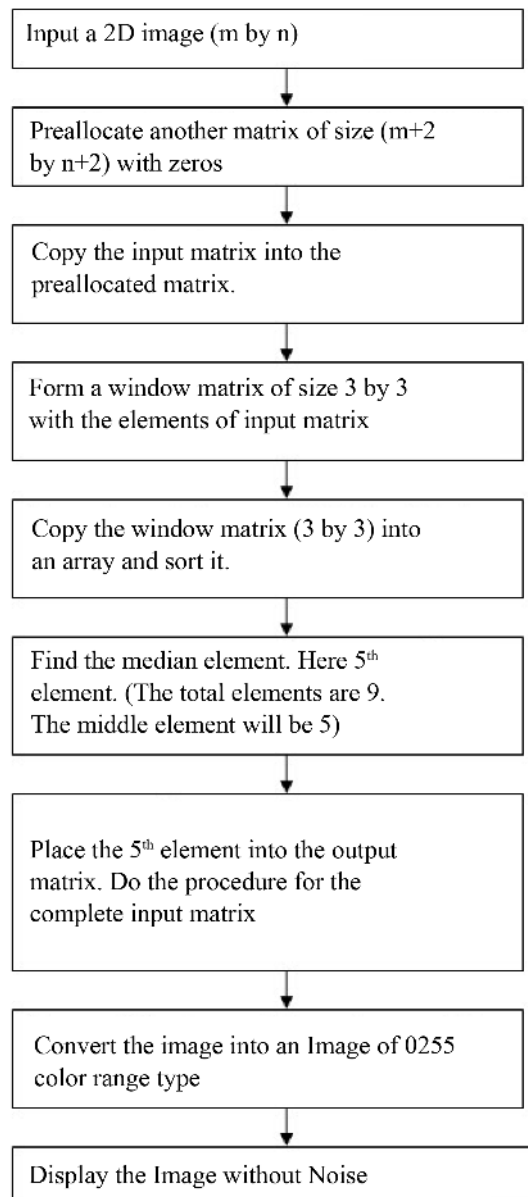 Input a 2D image (m by n)
Preallocate another matrix of size (m+2
by n+2) with zeros
Copy the input matrix into the
preallocated matrix.
Form a window matrix of size 3 by 3
with the elements of input matrix
Copy the window matrix (3 by 3) into
an array and sort it.
Find the median element. Here 5th
element. (The total elements are 9.
The middle element will be 5)
Place the 5th element into the output
matrix. Do the procedure for the
complete input matrix
Convert the image into an Image of 0255
color range type
Display the Image without Noise